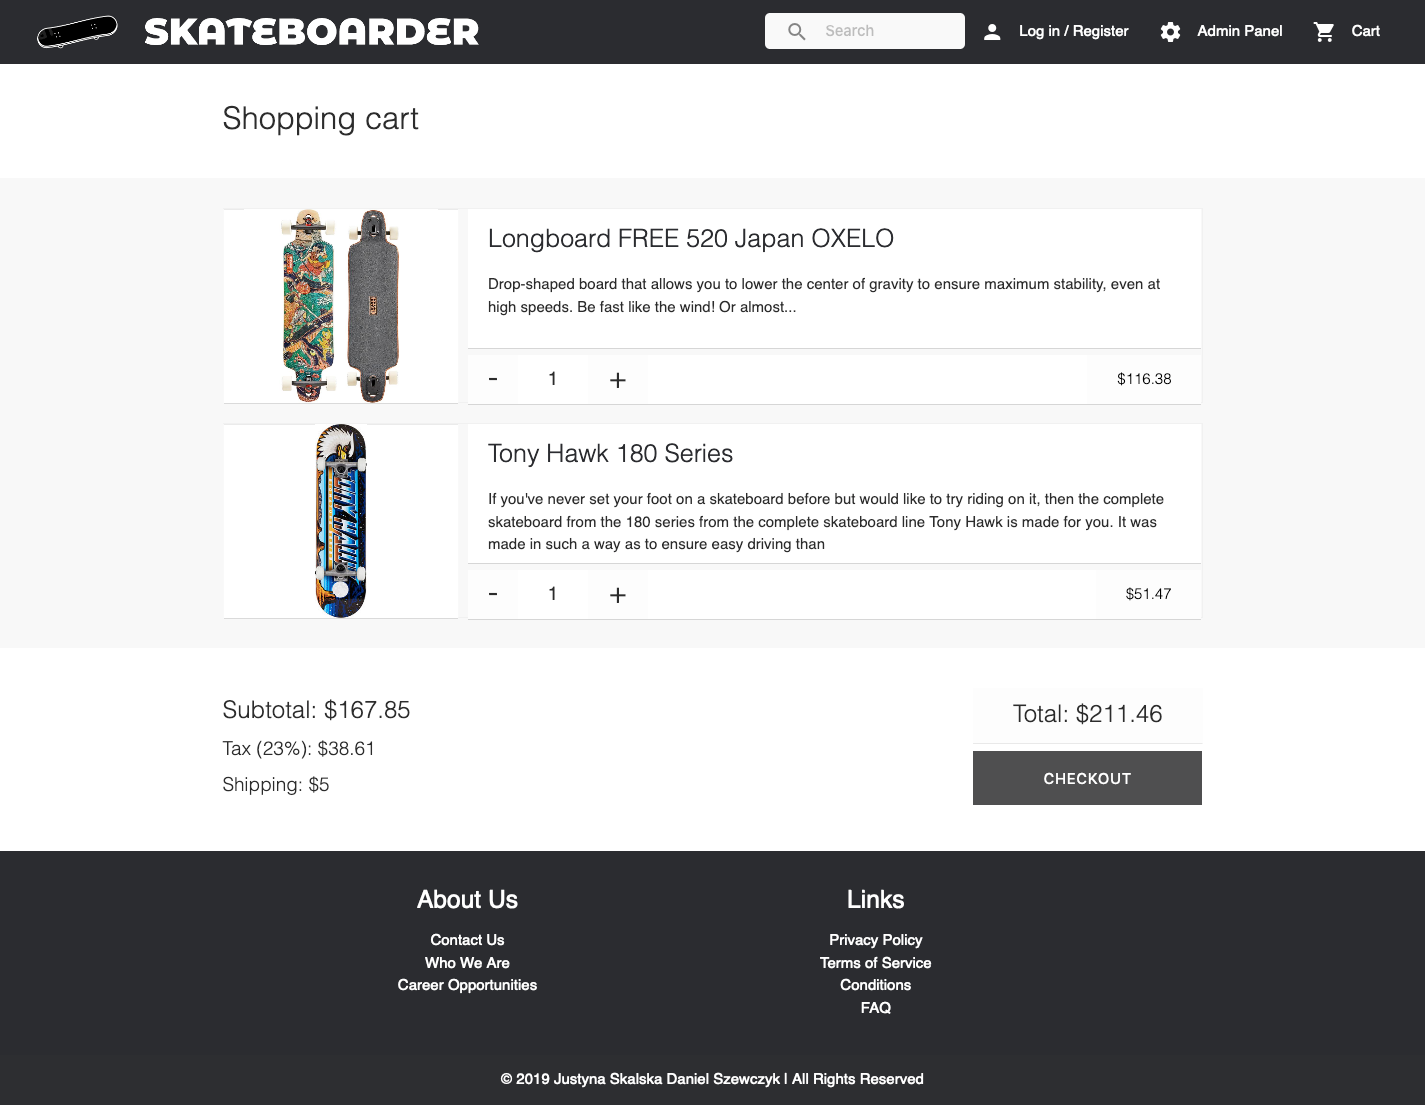 SKATEBOARDER
Search
Log in / Register
Admin Panel
Cart
Shopping cart
Longboard FREE 520 Japan OXELO
Drop-shaped board that allows you to lower the center of gravity to ensure maximum stability, even at
high speeds. Be fast like the wind! Or almost...
- 1 + $116.38
Tony Hawk 180 Series
If you've never set your foot on a skateboard before but would like to try riding on it, then the complete
skateboard from the 180 series from the complete skateboard line Tony Hawk is made for you. It was
made in such a way as to ensure easy driving than
- 1 + $51.47
Subtotal: $167.85
Tax (23%): $38.61
Shipping: $5
Total: $211.46
CHECKOUT
About Us
Contact Us
Who We Are
Career Opportunities
Links
Privacy Policy
Terms of Service
Conditions
FAQ
© 2019 Justyna Skalska Daniel Szewczyk | All Rights Reserved